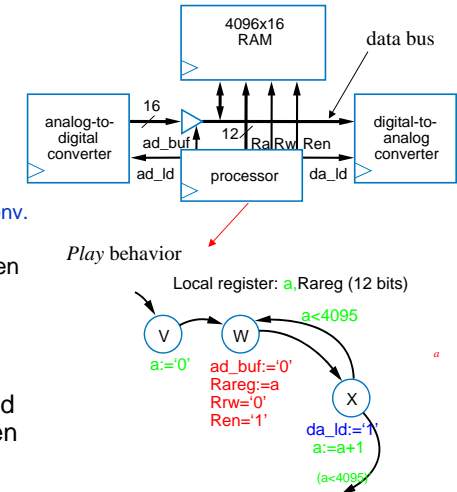 4096x16
RAM
data bus
16
analog-to-
digital
converter
ad_buf
12
Ra Rw Ren
digital-to-
analog
converter
ad_ld
processor
da_ld
onv.
en
Play behavior
Local register: a,Rareg (12 bits)
a<4095
V
W
a:='0'
ad_buf:='0'
Rareg:=a
Rrw='0'
Ren='1'
a
X
d
en
da_ld:='1'
a:=a+1
(a<4095)'